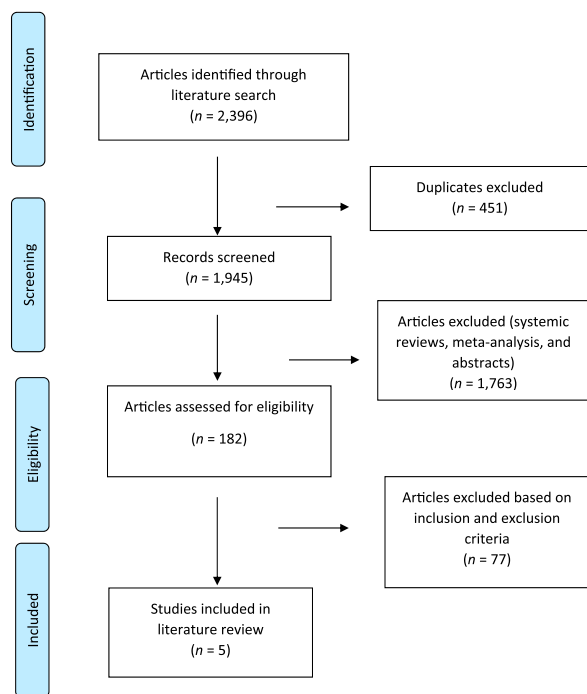 Identification
Articles identified through
literature search
(n = 2,396)
Duplicates excluded
(n = 451)
Screening
Records screened
(n = 1,945)
Articles excluded (systemic
reviews, meta-analysis, and
abstracts)
(n = 1,763)
Eligibility
Articles assessed for eligibility
(n = 182)
Articles excluded based on
inclusion and exclusion
criteria
(n = 77)
Included
Studies included in
literature review
(n = 5)